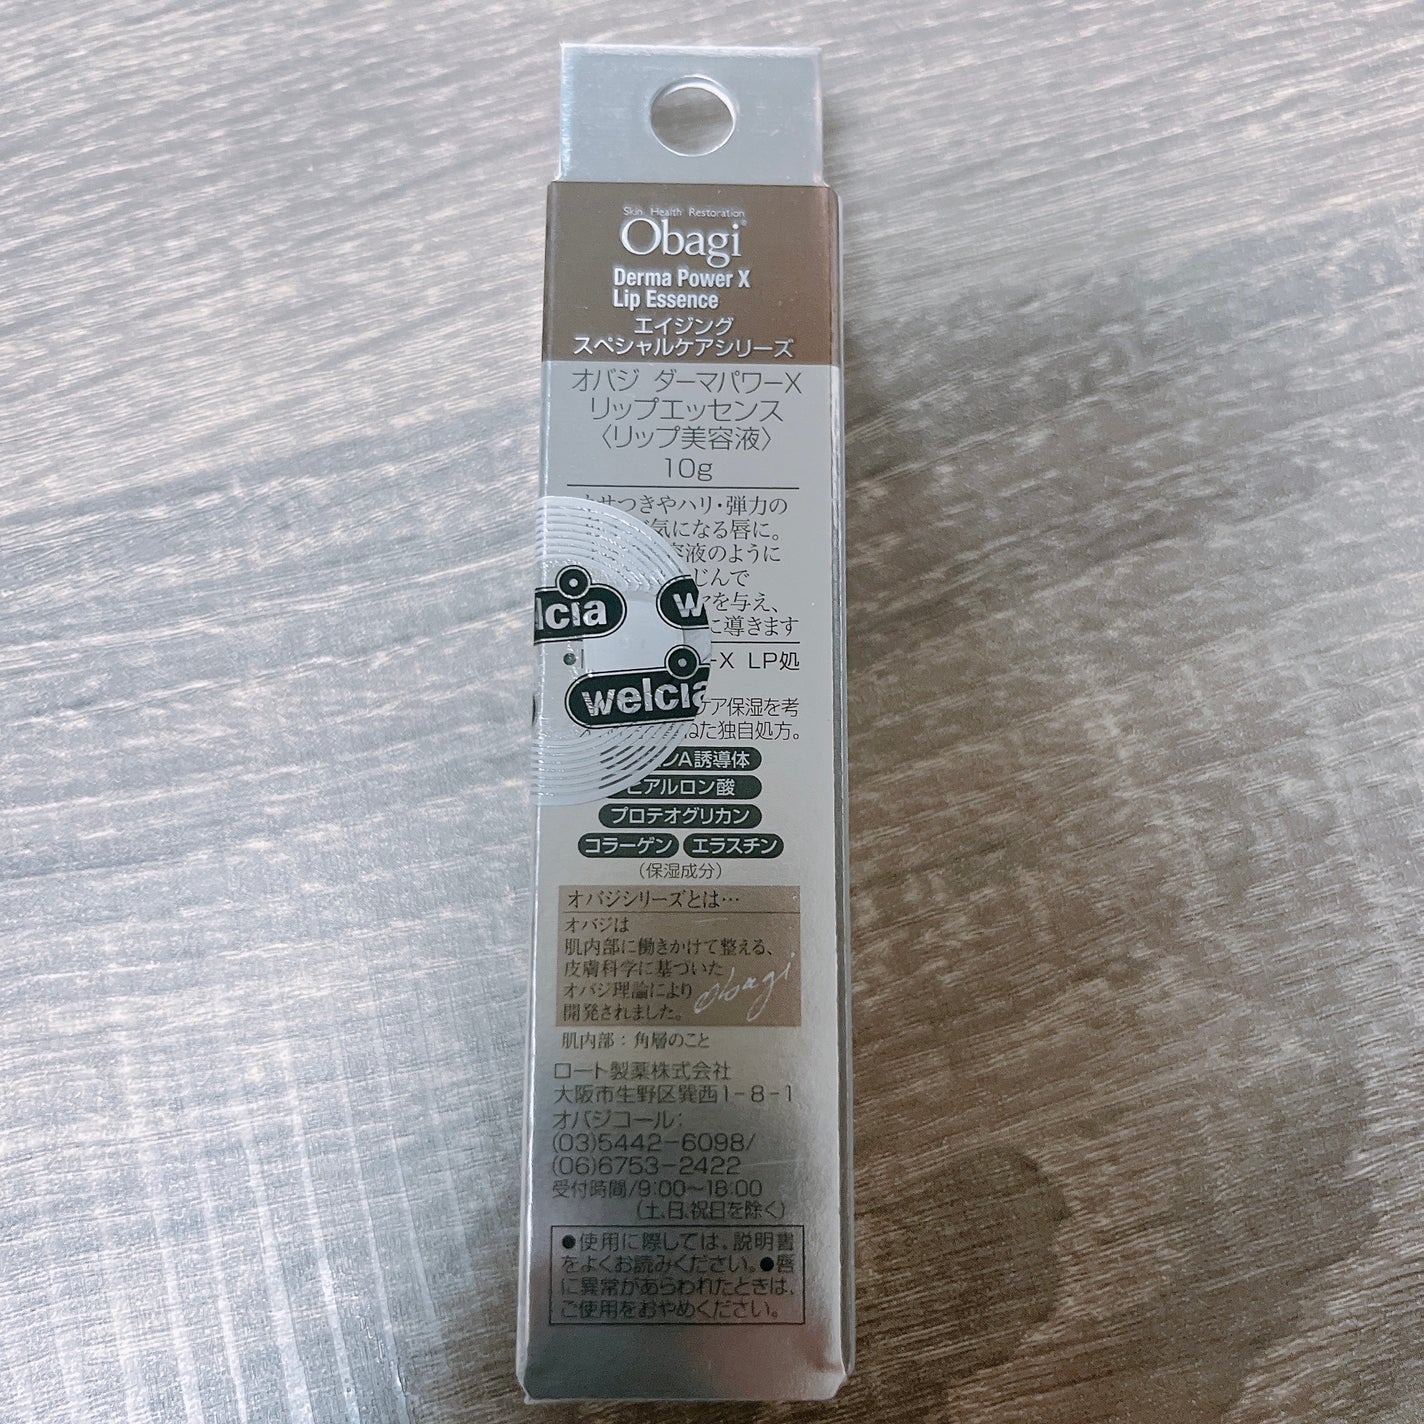 Skin Health Restoration
Obagi
Derma Power X
Lip Essence
エイジング
スペシャルケアシリーズ
オバジ ダーマパワーX
リップエッセンス
〈リップ美容液〉
10g
つきやハリ・弾力の
気になる唇に。
容液のように
じんで
を与え、
に導きます
welcia
X LP処
ケア保湿を考
ねた独自処方。
ンA誘導体
ヒアルロン酸
プロテオグリカン
コラーゲン エラスチン
(保湿成分)
オバジシリーズとは…
オバジは
肌内部に働きかけて整える、
皮膚科学に基づいた
オバジ理論により
開発されました。
obagi
肌内部：角層のこと
ロート製薬株式会社
大阪市生野区巽西1-8-1
オバジコール：
(03)5442-6098/
(06)6753-2422
受付時間/9:00〜18:00
(土、日、祝日を除く)
●使用に際しては、説明書
をよくお読みください。●唇
に異常があらわれたときは、
ご使用をおやめください。